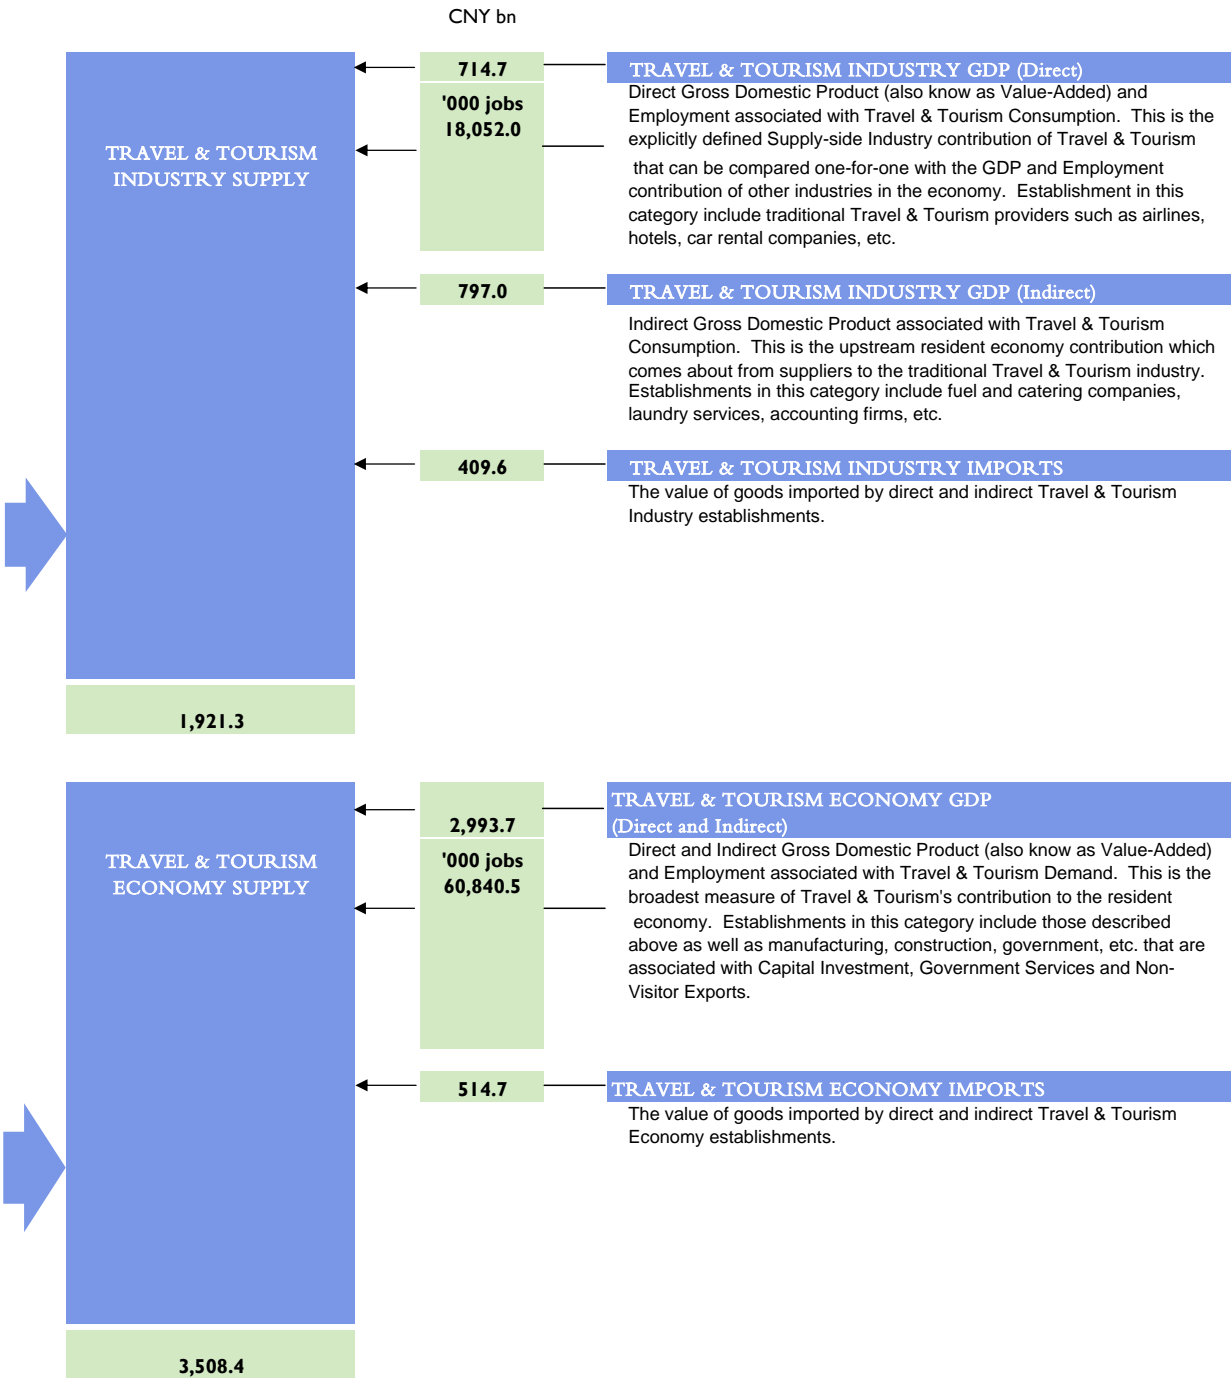 CNY bn
714.7
TRAVEL & TOURISM INDUSTRY GDP (Direct)
'000 jobs
18,052.0
Direct Gross Domestic Product (also know as Value-Added) and
Employment associated with Travel & Tourism Consumption. This is the
explicitly defined Supply-side Industry contribution of Travel & Tourism
that can be compared one-for-one with the GDP and Employment
contribution of other industries in the economy. Establishment in this
category include traditional Travel & Tourism providers such as airlines,
hotels, car rental companies, etc.
TRAVEL & TOURISM
INDUSTRY SUPPLY
797.0
TRAVEL & TOURISM INDUSTRY GDP (Indirect)
Indirect Gross Domestic Product associated with Travel & Tourism
Consumption. This is the upstream resident economy contribution which
comes about from suppliers to the traditional Travel & Tourism industry.
Establishments in this category include fuel and catering companies,
laundry services, accounting firms, etc.
409.6
TRAVEL & TOURISM INDUSTRY IMPORTS
The value of goods imported by direct and indirect Travel & Tourism
Industry establishments.
1,921.3
2,993.7
TRAVEL & TOURISM ECONOMY GDP
(Direct and Indirect)
'000 jobs
60,840.5
Direct and Indirect Gross Domestic Product (also know as Value-Added)
and Employment associated with Travel & Tourism Demand. This is the
broadest measure of Travel & Tourism's contribution to the resident
economy. Establishments in this category include those described
above as well as manufacturing, construction, government, etc. that are
associated with Capital Investment, Government Services and Non-
Visitor Exports.
TRAVEL & TOURISM
ECONOMY SUPPLY
514.7
TRAVEL & TOURISM ECONOMY IMPORTS
The value of goods imported by direct and indirect Travel & Tourism
Economy establishments.
3,508.4